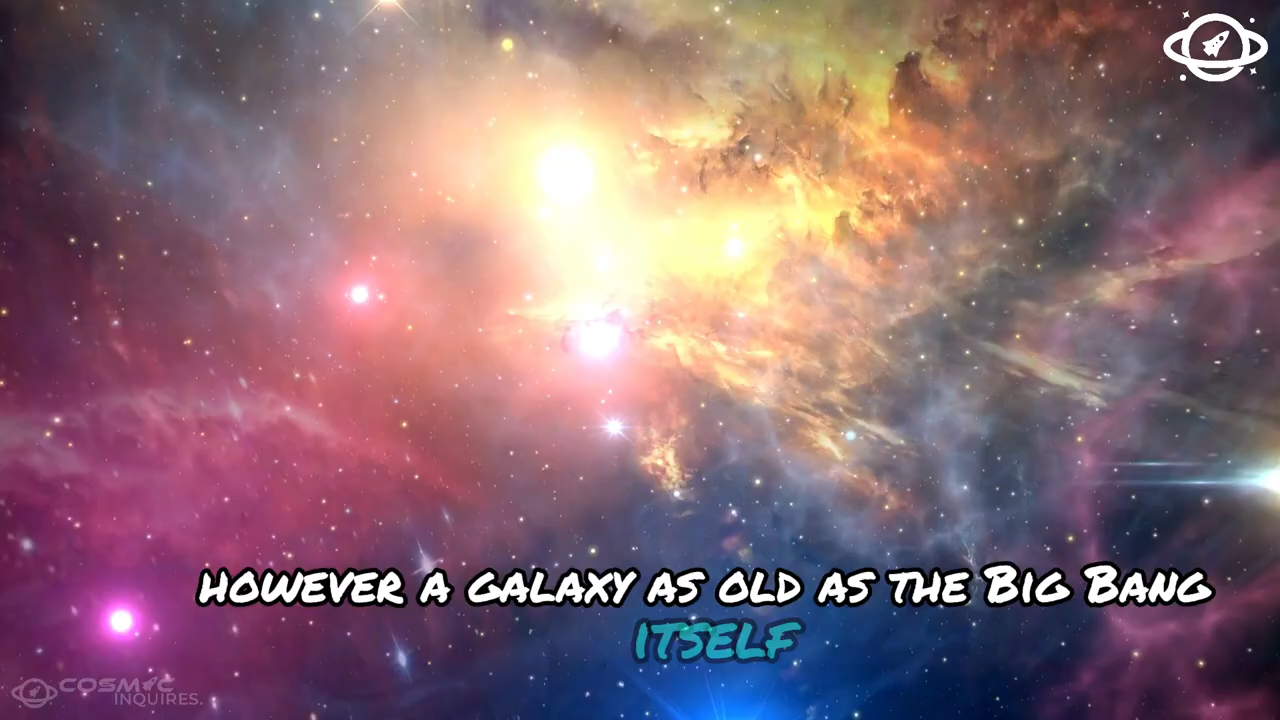 HOWEVER A GALAXY AS OLD AS THE BIG BANG
ITSELF
COSMIC
INQUIRES.